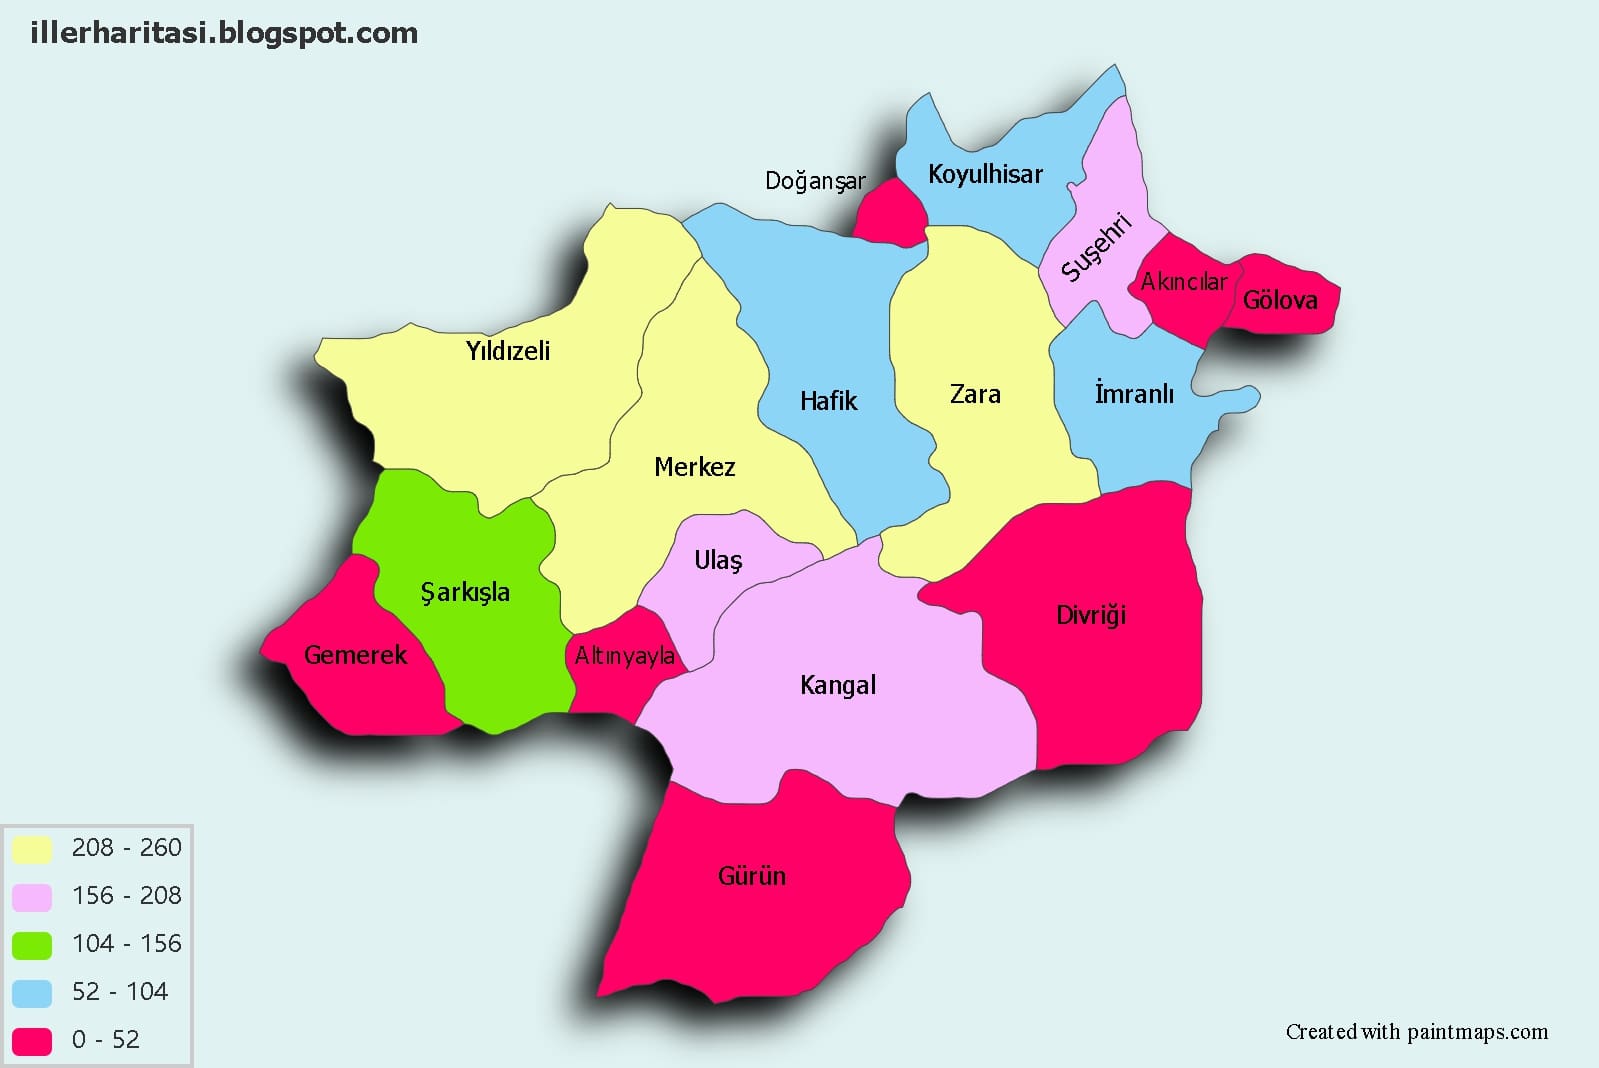 illerharitasi.blogspot.com
Doğanşar
Koyulhisar
Suşehri
Akıncılar
Gölova
Yıldızeli
Hafik
Zara
İmranlı
Merkez
Ulaş
Şarkışla
Divriği
Gemerek
Altınyayla
Kangal
Gürün
208 - 260
156 - 208
104 - 156
52 - 104
0 - 52
Created with paintmaps.com